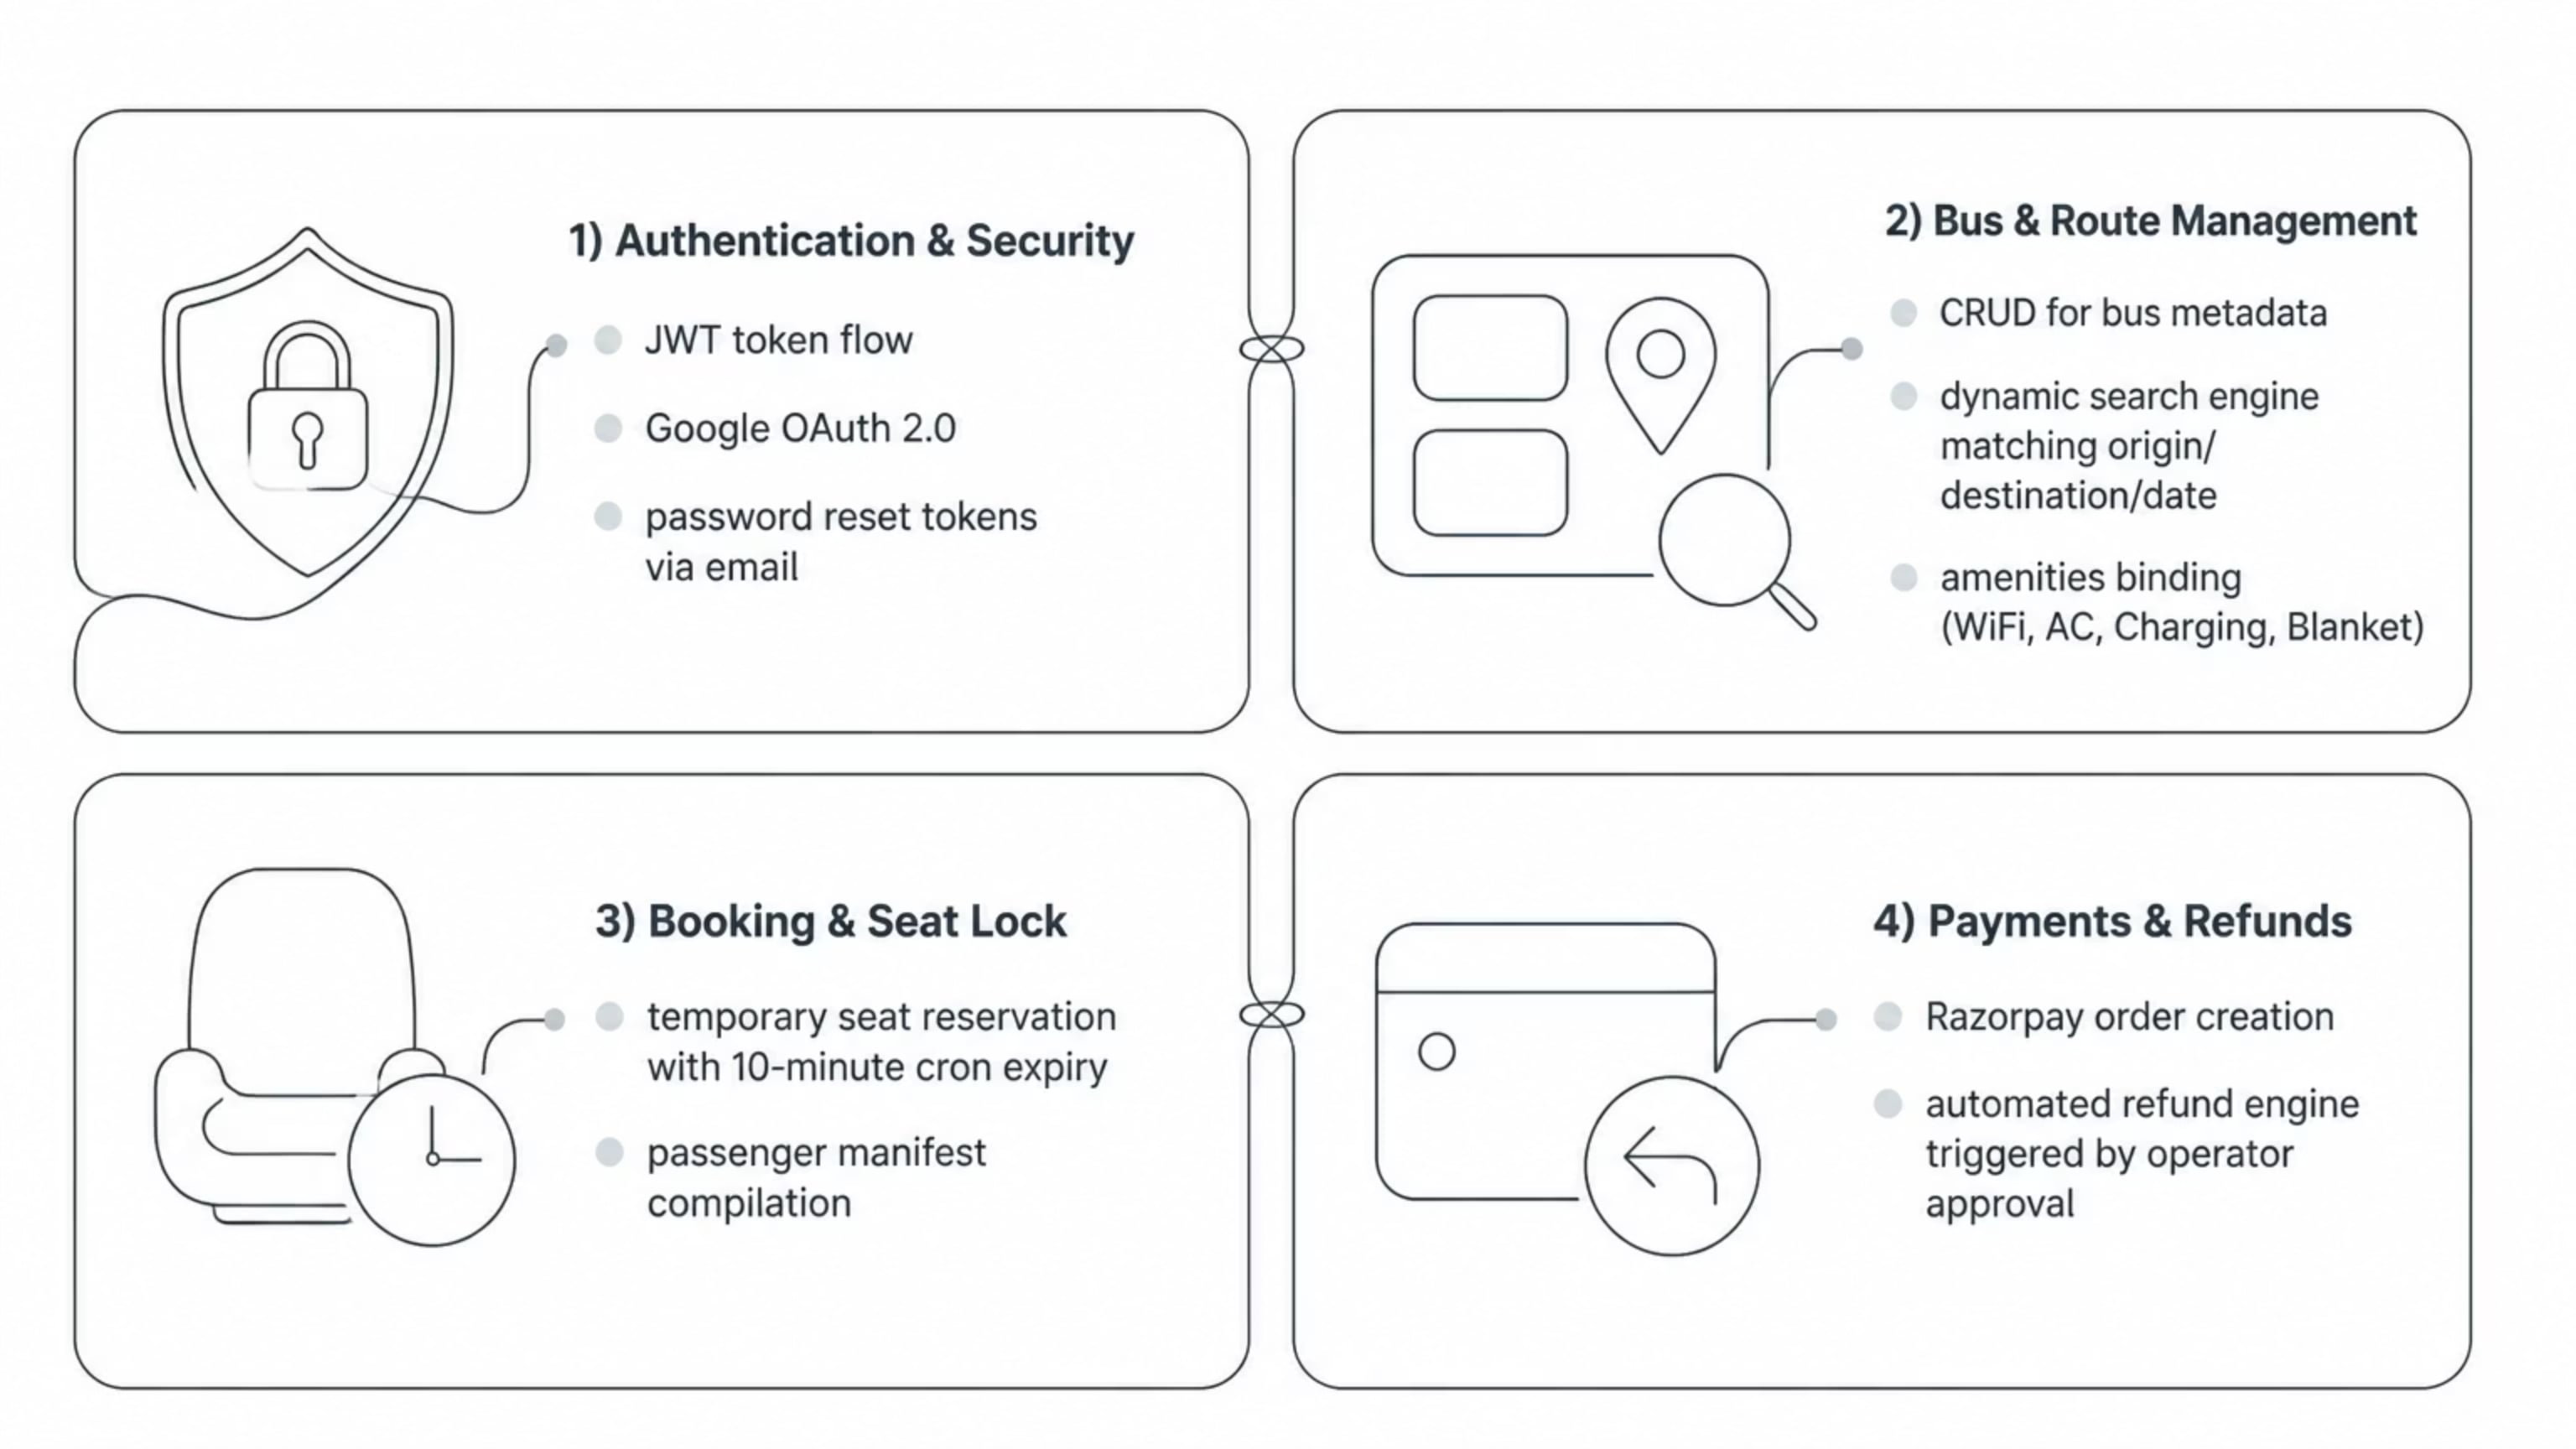 1) Authentication & Security
JWT token flow
Google OAuth 2.0
password reset tokens
via email
2) Bus & Route Management
CRUD for bus metadata
dynamic search engine
matching origin/
destination/date
amenities binding
(WiFi, AC, Charging, Blanket)
3) Booking & Seat Lock
temporary seat reservation
with 10-minute cron expiry
passenger manifest
compilation
4) Payments & Refunds
Razorpay order creation
automated refund engine
triggered by operator
approval